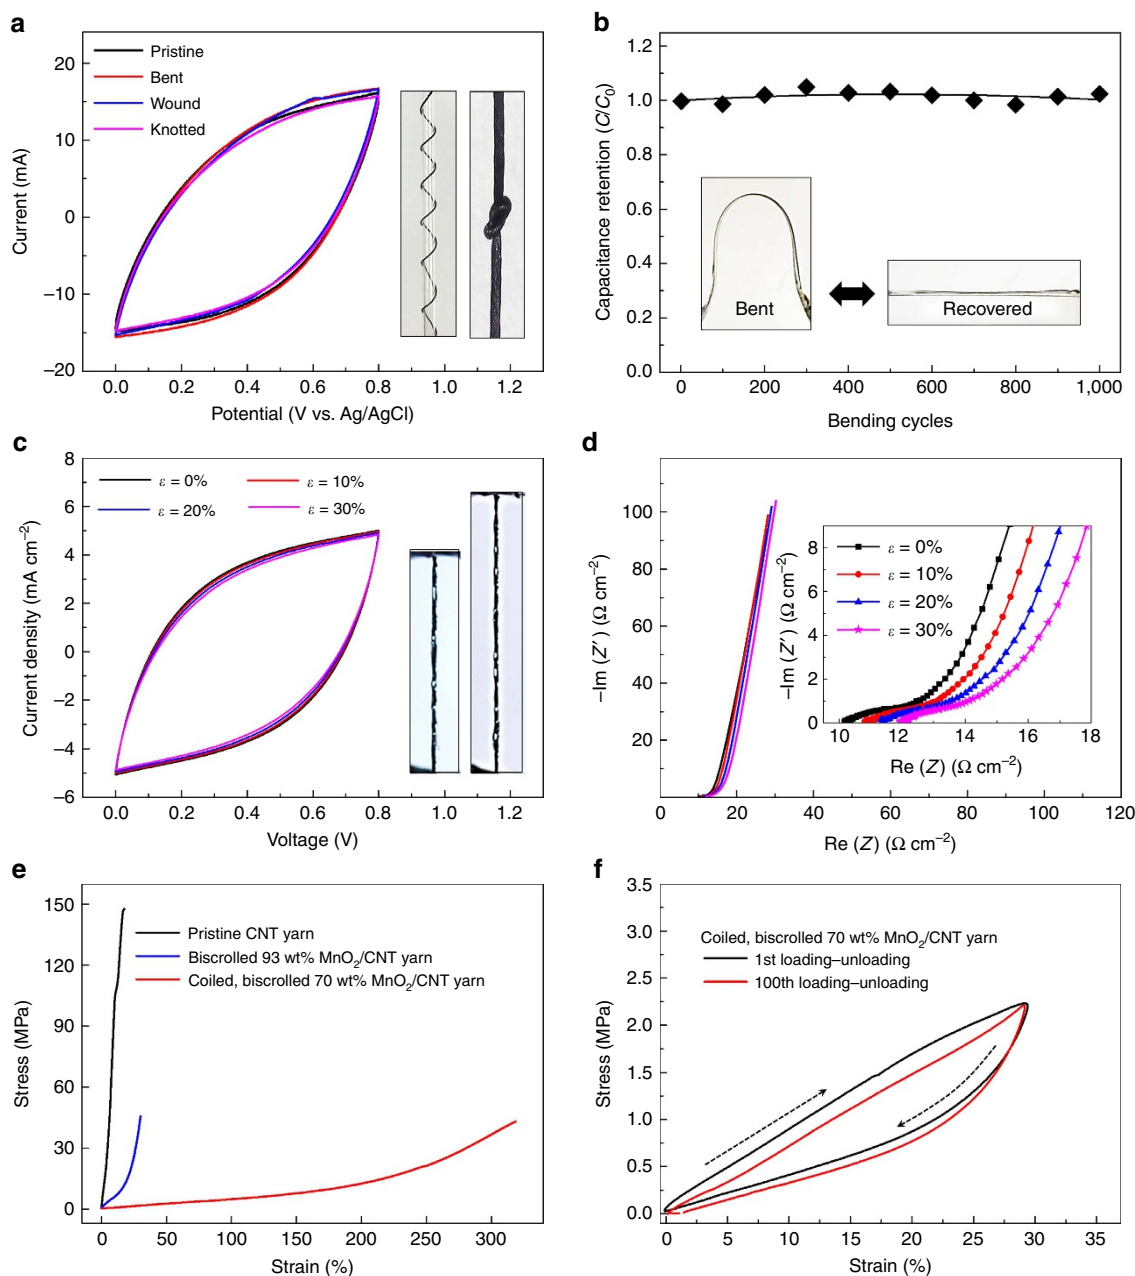 a
Pristine
Bent
Wound
Knotted
20
10
0
−10
−20
Current (mA)
0.0 0.2 0.4 0.6 0.8 1.0 1.2
Potential (V vs. Ag/AgCl)
b
1.2
1.0
0.8
0.6
0.4
0.2
0.0
Capacitance retention (C/C0)
Bent
Recovered
0 200 400 600 800 1,000
Bending cycles
c
ε = 0%
ε = 10%
ε = 20%
ε = 30%
8
6
4
2
0
−2
−4
−6
Current density (mA cm−2)
0.0 0.2 0.4 0.6 0.8 1.0 1.2
Voltage (V)
d
100
80
60
40
20
−Im (Z′) (Ω cm−2)
0 20 40 60 80 100 120
Re (Z) (Ω cm−2)
ε = 0%
ε = 10%
ε = 20%
ε = 30%
8
6
4
2
0
−Im (Z′) (Ω cm−2)
10 12 14 16 18
Re (Z) (Ω cm−2)
e
Pristine CNT yarn
Biscrolled 93 wt% MnO2/CNT yarn
Coiled, biscrolled 70 wt% MnO2/CNT yarn
150
120
90
60
30
0
Stress (MPa)
0 50 100 150 200 250 300
Strain (%)
f
Coiled, biscrolled 70 wt% MnO2/CNT yarn
1st loading–unloading
100th loading–unloading
3.5
3.0
2.5
2.0
1.5
1.0
0.5
0.0
Stress (MPa)
0 5 10 15 20 25 30 35
Strain (%)